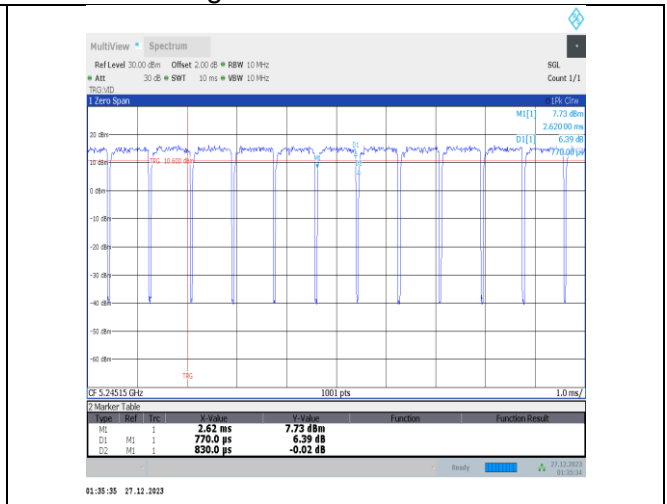 MultiView Spectrum
Ref Level 30.00 dBm Offset 2.00 dB RBW 10 MHz SGL
Att 30 dB SWT 10 ms VBW 10 MHz Count 1/1
TRG:VID
1 Zero Span 1Pk Clrw
M1[1] 7.73 dBm
2.62000 ms
D1[1] 6.39 dB
770.00 µs
20 dBm
D1
M1
D2
10 dBm
TRG 10.600 dBm
0 dBm
-10 dBm
-20 dBm
-30 dBm
-40 dBm
-50 dBm
-60 dBm
TRG
CF 5.24515 GHz 1001 pts 1.0 ms/
2 Marker Table
Type Ref Trc X-Value Y-Value Function Function Result
M1 1 2.62 ms 7.73 dBm
D1 M1 1 770.0 µs 6.39 dB
D2 M1 1 830.0 µs -0.02 dB
Ready 27.12.2023
01:35:34
01:35:35 27.12.2023